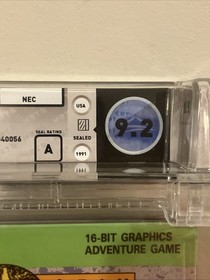 NEC
USA
40056
SEAL RATING
A
SEALED
1991
9.2
16-BIT GRAPHICS
ADVENTURE GAME